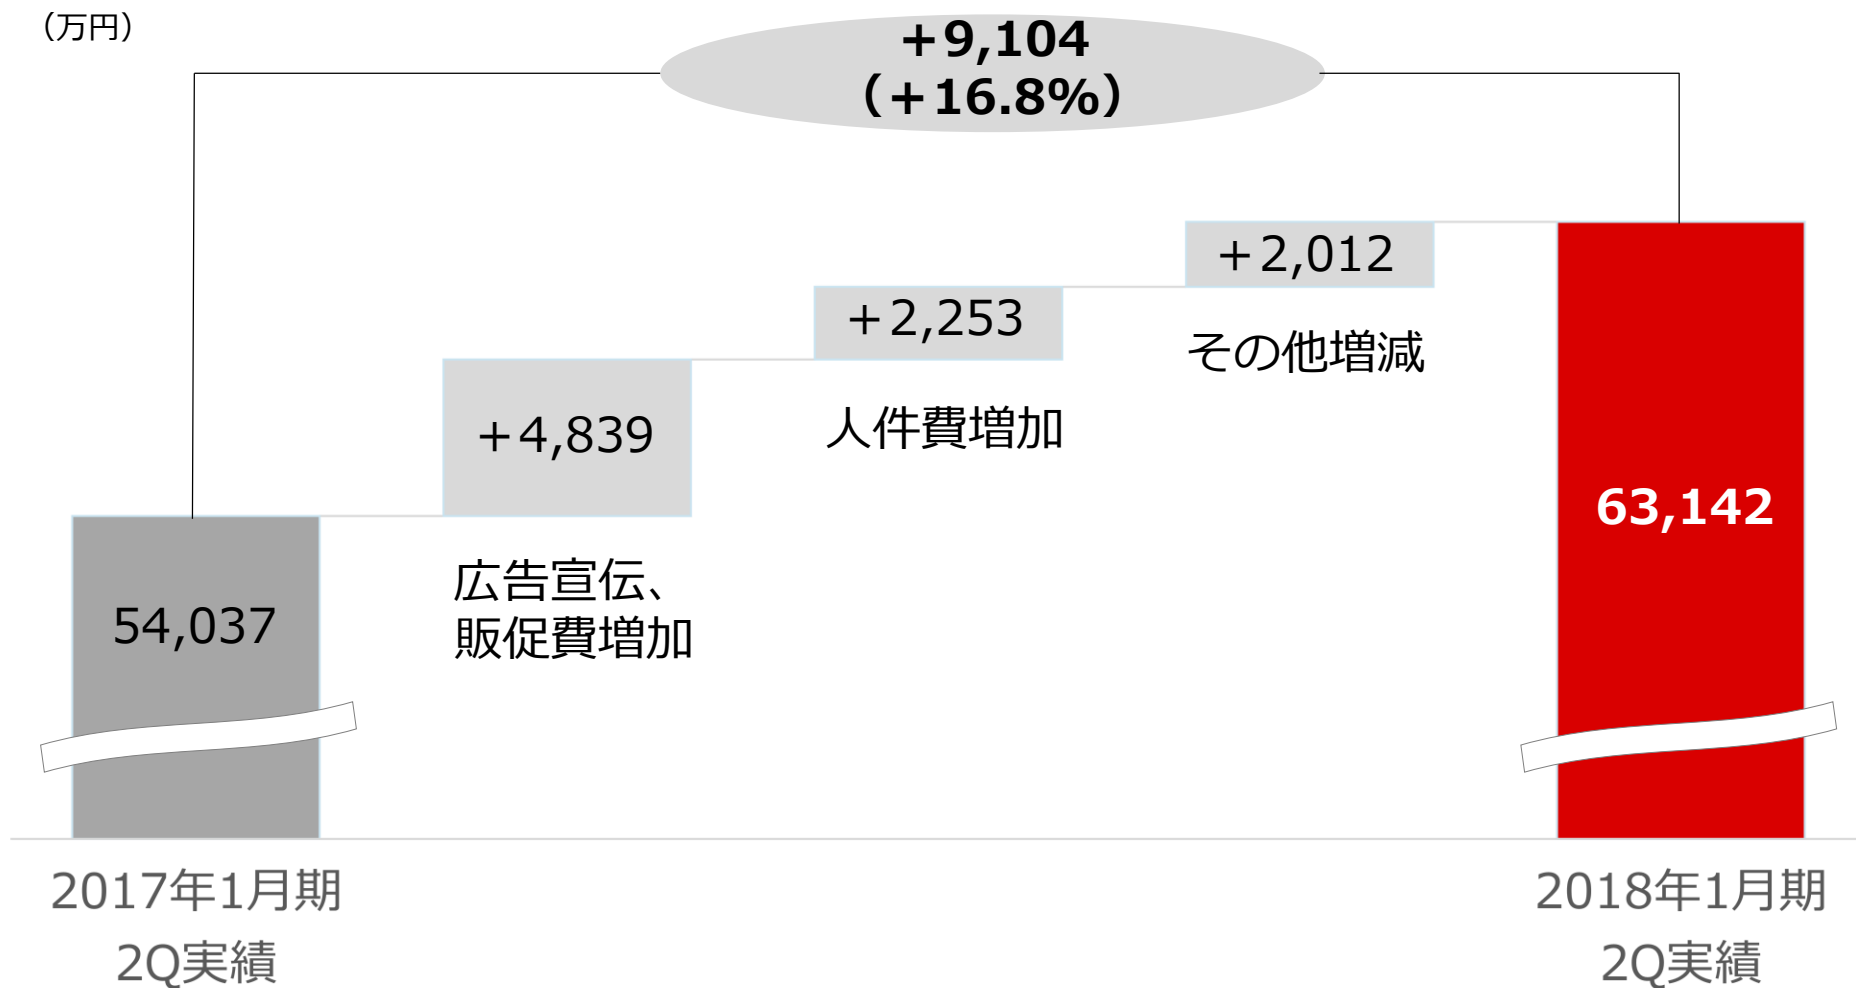 （万円）
＋9,104
（＋16.8%）
＋2,012
＋2,253
その他増減
＋4,839
人件費増加
63,142
広告宣伝、
販促費増加
54,037
2017年1月期
2Q実績
2018年1月期
2Q実績